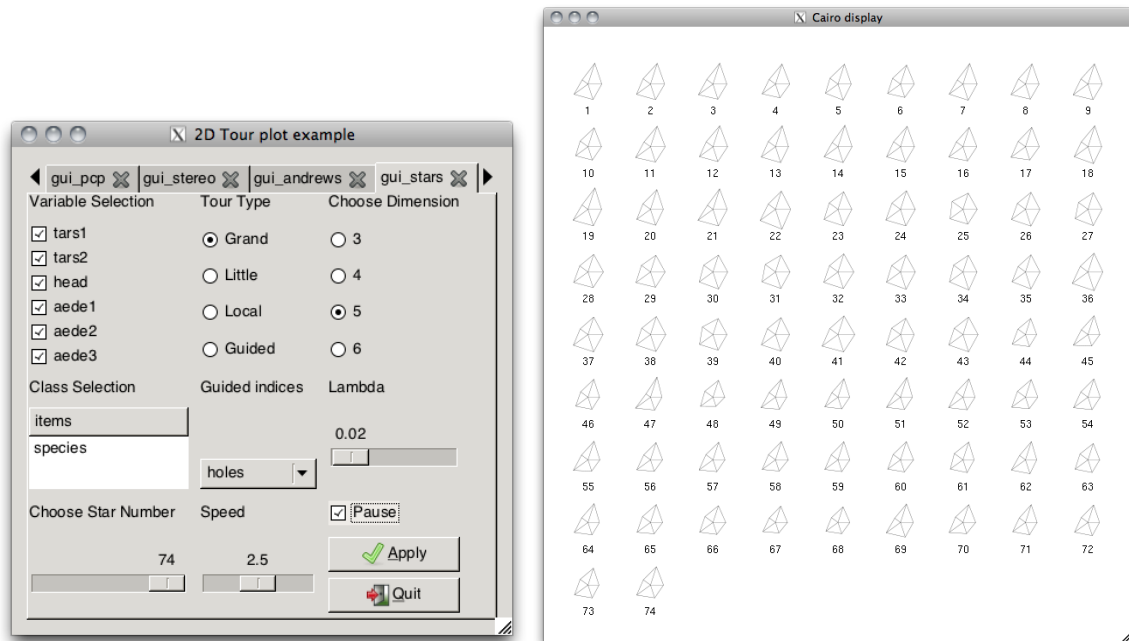 2D Tour plot example
gui_pcp gui_stereo gui_andrews gui_stars
Variable Selection Tour Type Choose Dimension
tars1
tars2
head
aede1
aede2
aede3
Grand
Little
Local
Guided
3
4
5
6
Class Selection Guided indices Lambda
items
species
holes
0.02
Choose Star Number Speed Pause
74 2.5
Apply
Quit
Cairo display
1 2 3 4 5 6 7 8 9
10 11 12 13 14 15 16 17 18
19 20 21 22 23 24 25 26 27
28 29 30 31 32 33 34 35 36
37 38 39 40 41 42 43 44 45
46 47 48 49 50 51 52 53 54
55 56 57 58 59 60 61 62 63
64 65 66 67 68 69 70 71 72
73 74